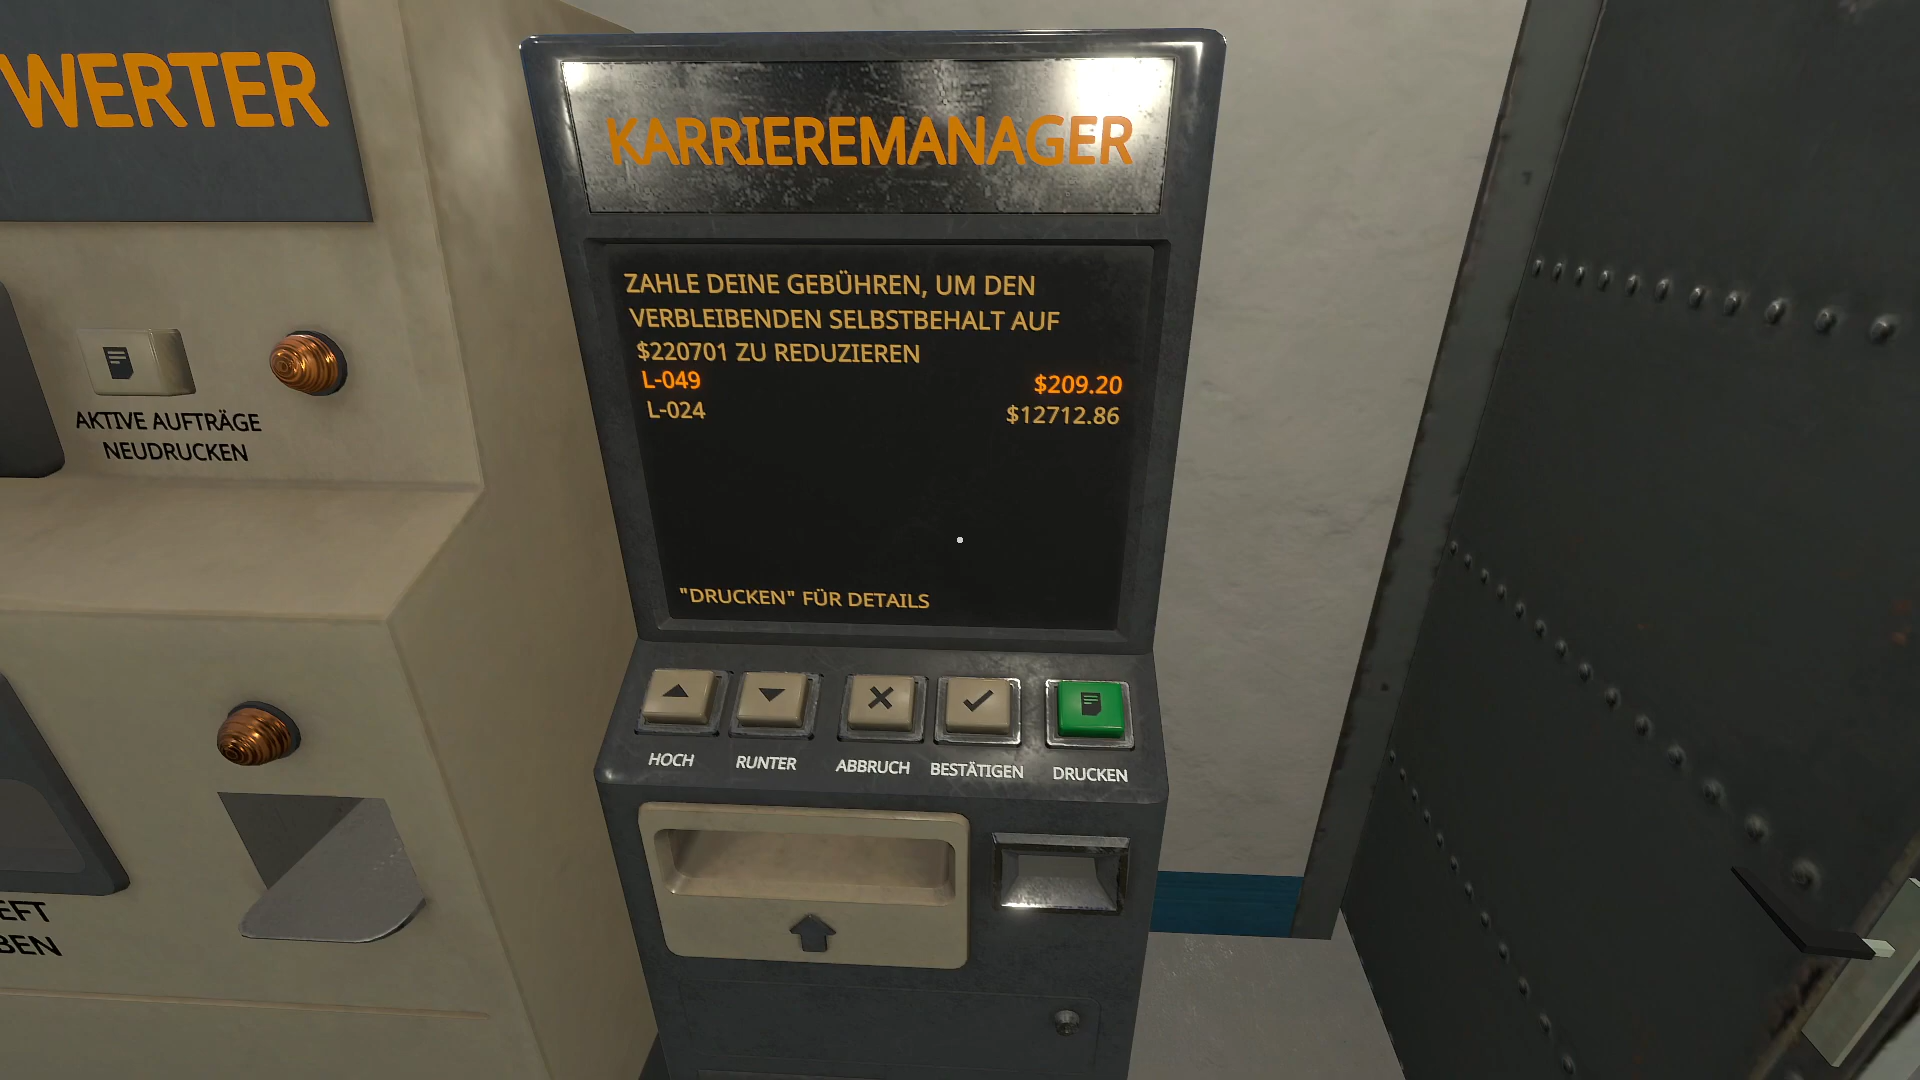 WERTER
AKTIVE AUFTRÄGE
NEUDRUCKEN
KARRIEREMANAGER
ZAHLE DEINE GEBÜHREN, UM DEN
VERBLEIBENDEN SELBSTBEHALT AUF
$220701 ZU REDUZIEREN
L-049 $209.20
L-024 $12712.86
"DRUCKEN" FÜR DETAILS
HOCH RUNTER ABBRUCH BESTÄTIGEN DRUCKEN
EFT
BEN